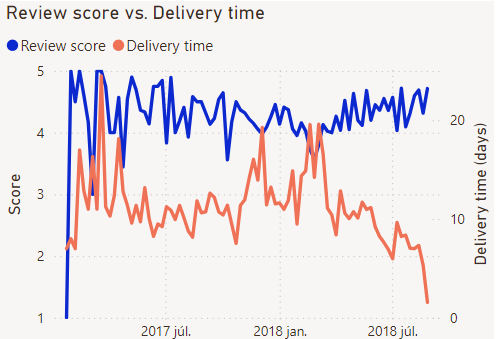 Review score vs. Delivery time
Review score Delivery time
5
4
3
2
1
Score
20
10
0
Delivery time (days)
2017 júl.
2018 jan.
2018 júl.